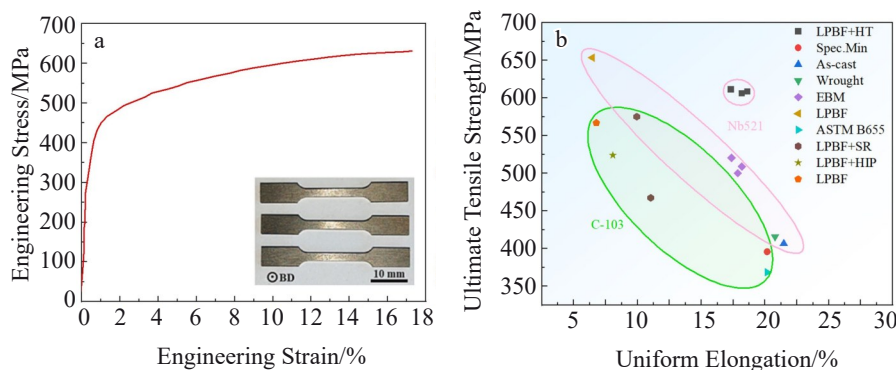 a
700
600
500
400
300
200
100
0
0 2 4 6 8 10 12 14 16 18
Engineering Stress/MPa
Engineering Strain/%
BD
10 mm
b
700
650
600
550
500
450
400
350
5 10 15 20 25 30
Ultimate Tensile Strength/MPa
Uniform Elongation/%
Nb521
C-103
LPBF+HT
Spec.Min
As-cast
Wrought
EBM
LPBF
ASTM B655
LPBF+SR
LPBF+HIP
LPBF